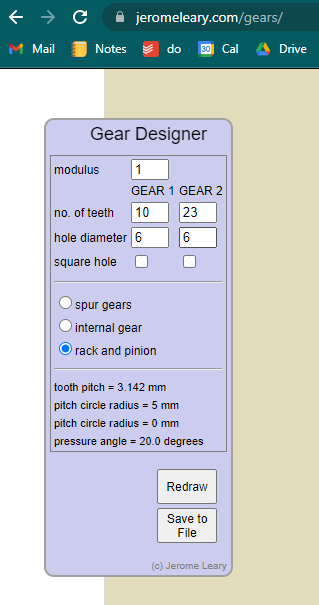 jeromeleary.com/gears/
Mail Notes do 30 Cal Drive
Gear Designer
modulus 1
GEAR 1 GEAR 2
no. of teeth 10 23
hole diameter 6 6
square hole
spur gears
internal gear
rack and pinion
tooth pitch = 3.142 mm
pitch circle radius = 5 mm
pitch circle radius = 0 mm
pressure angle = 20.0 degrees
Redraw
Save to
File
(c) Jerome Leary